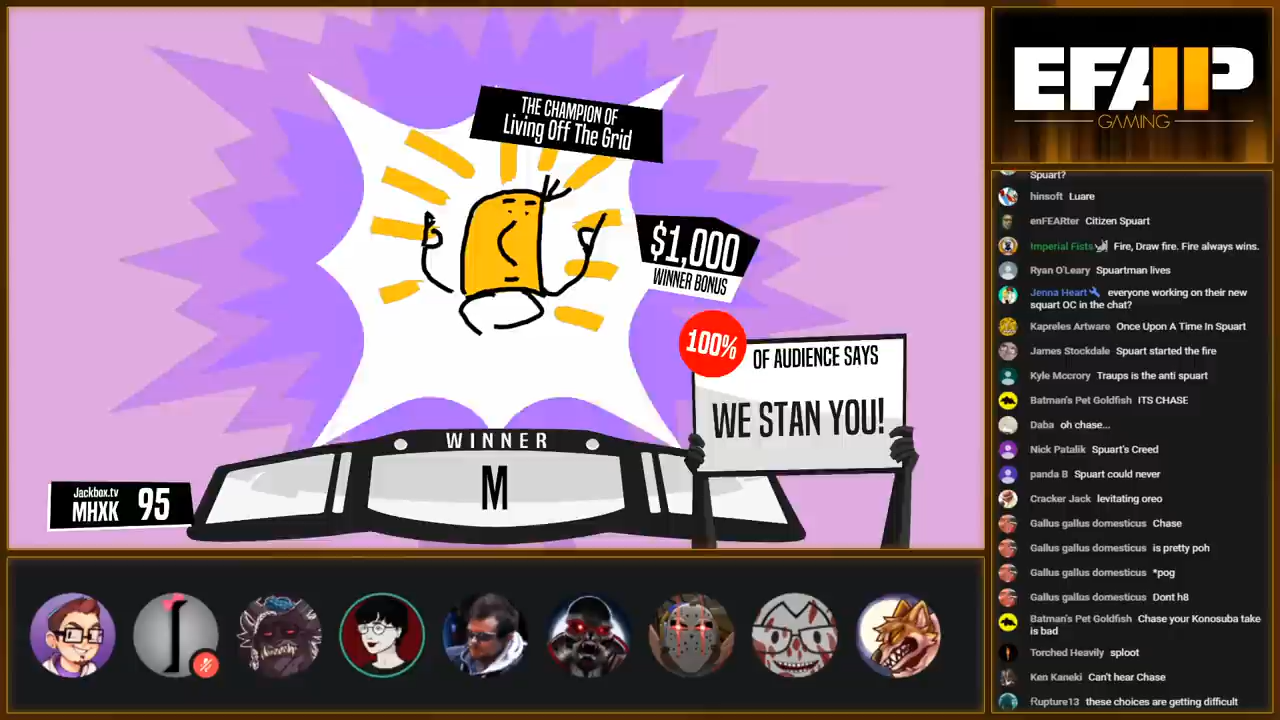 THE CHAMPION OF
Living Off The Grid
$1,000
WINNER BONUS
100%
OF AUDIENCE SAYS
WE STAN YOU!
WINNER
M
Jackbox.tv
MHXK 95
EFAP
GAMING
Spuart?
hinsoft Luare
enFEARter Citizen Spuart
Imperial Fists Fire, Draw fire. Fire always wins.
Ryan O'Leary Spuartman lives
Jenna Heart everyone working on their new
squart OC in the chat?
Kapreles Artware Once Upon A Time In Spuart
James Stockdale Spuart started the fire
Kyle Mccrory Traups is the anti spuart
Batman's Pet Goldfish ITS CHASE
Daba oh chase...
Nick Patalik Spuart's Creed
panda B Spuart could never
Cracker Jack levitating oreo
Gallus gallus domesticus Chase
Gallus gallus domesticus is pretty poh
Gallus gallus domesticus *pog
Gallus gallus domesticus Dont h8
Batman's Pet Goldfish Chase your Konosuba take
is bad
Torched Heavily sploot
Ken Kaneki Can't hear Chase
Rupture13 these choices are getting difficult